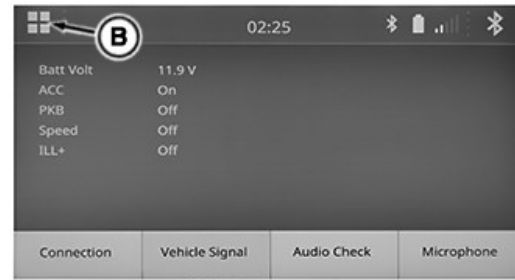 B 02:25
Batt Volt 11.9 V
ACC On
PKB Off
Speed Off
ILL+ Off
Connection Vehicle Signal Audio Check Microphone